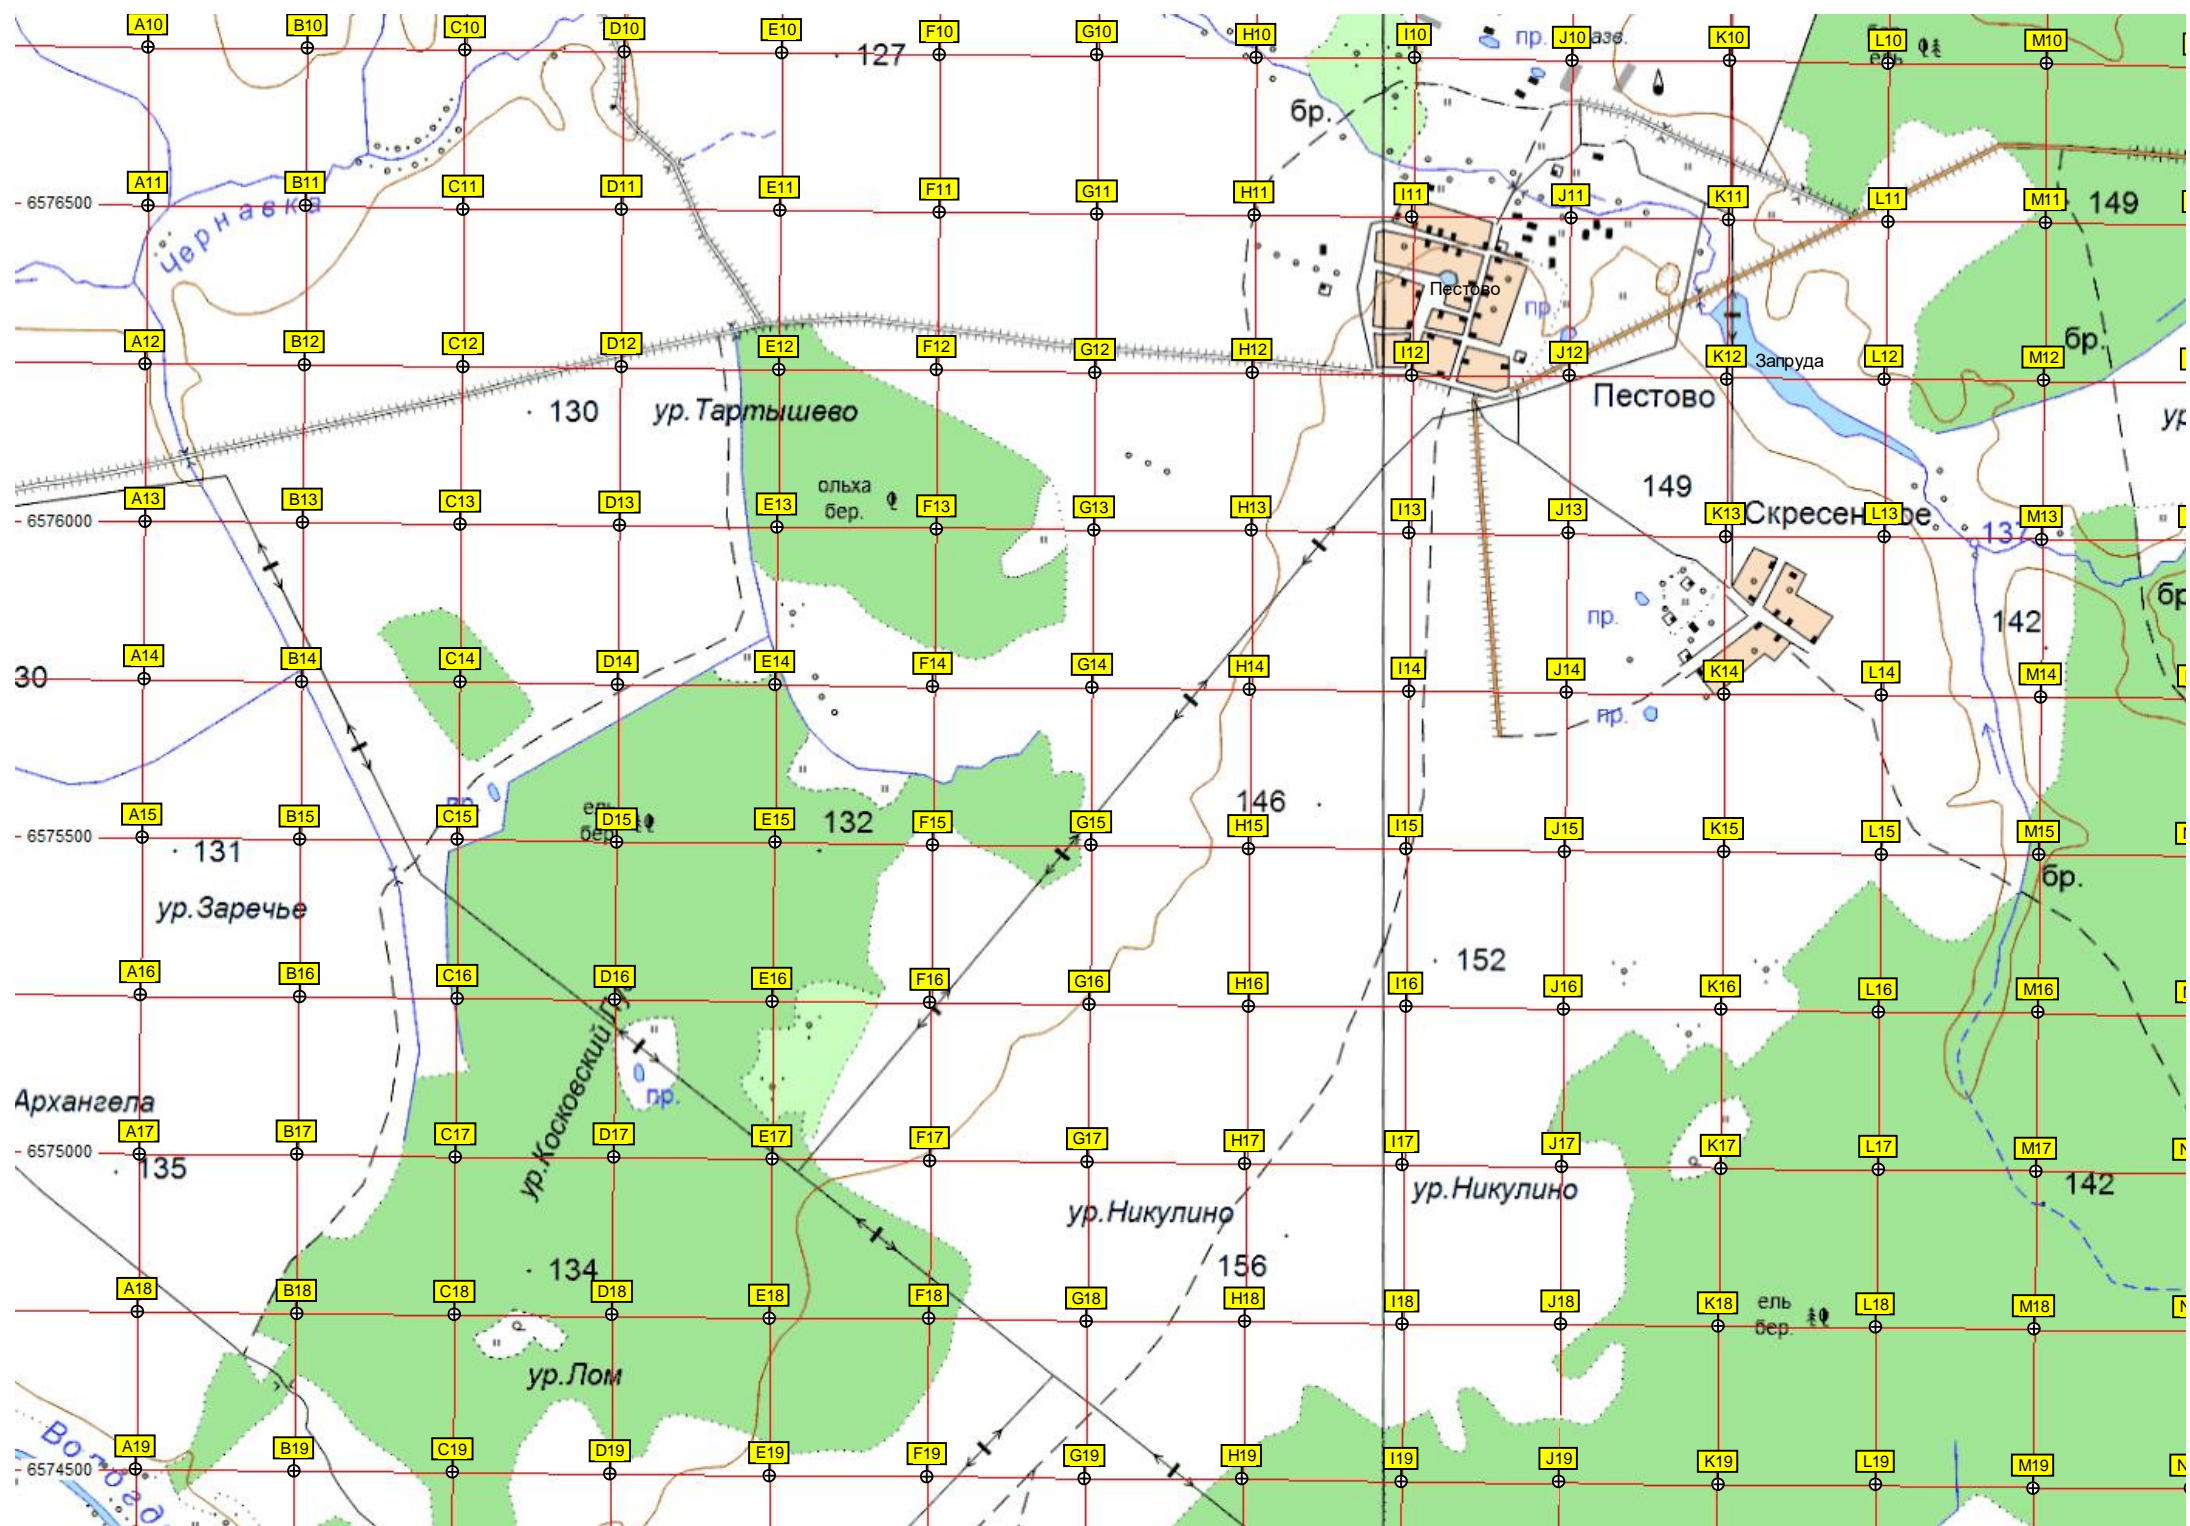 A10 B10 C10 D10 E10 F10 G10 H10 I10 J10 K10 L10 M10
127
пр.
азв.
бр.
6576500
A11 B11 C11 D11 E11 F11 G11 H11 I11 J11 K11 L11 M11
149
Чернавка
Пестово
пр.
A12 B12 C12 D12 E12 F12 G12 H12 I12 J12 K12 L12 M12
Запруда
бр.
130
ур.Тартышево
Пестово
ольха
бер.
149
6576000
A13 B13 C13 D13 E13 F13 G13 H13 I13 J13 K13 L13 M13
137
бр
пр.
142
30
A14 B14 C14 D14 E14 F14 G14 H14 I14 J14 K14 L14 M14
пр.
пр.
ель
бер.
132
146
6575500
A15 B15 C15 D15 E15 F15 G15 H15 I15 J15 K15 L15 M15
131
бр.
ур.Заречье
152
A16 B16 C16 D16 E16 F16 G16 H16 I16 J16 K16 L16 M16
пр.
Архангела
6575000
A17 B17 C17 D17 E17 F17 G17 H17 I17 J17 K17 L17 M17
135
142
ур.Никулино
ур.Никулино
134
156
A18 B18 C18 D18 E18 F18 G18 H18 I18 J18 K18 L18 M18
ель
бер.
ур.Лом
6574500
A19 B19 C19 D19 E19 F19 G19 H19 I19 J19 K19 L19 M19
Вологд